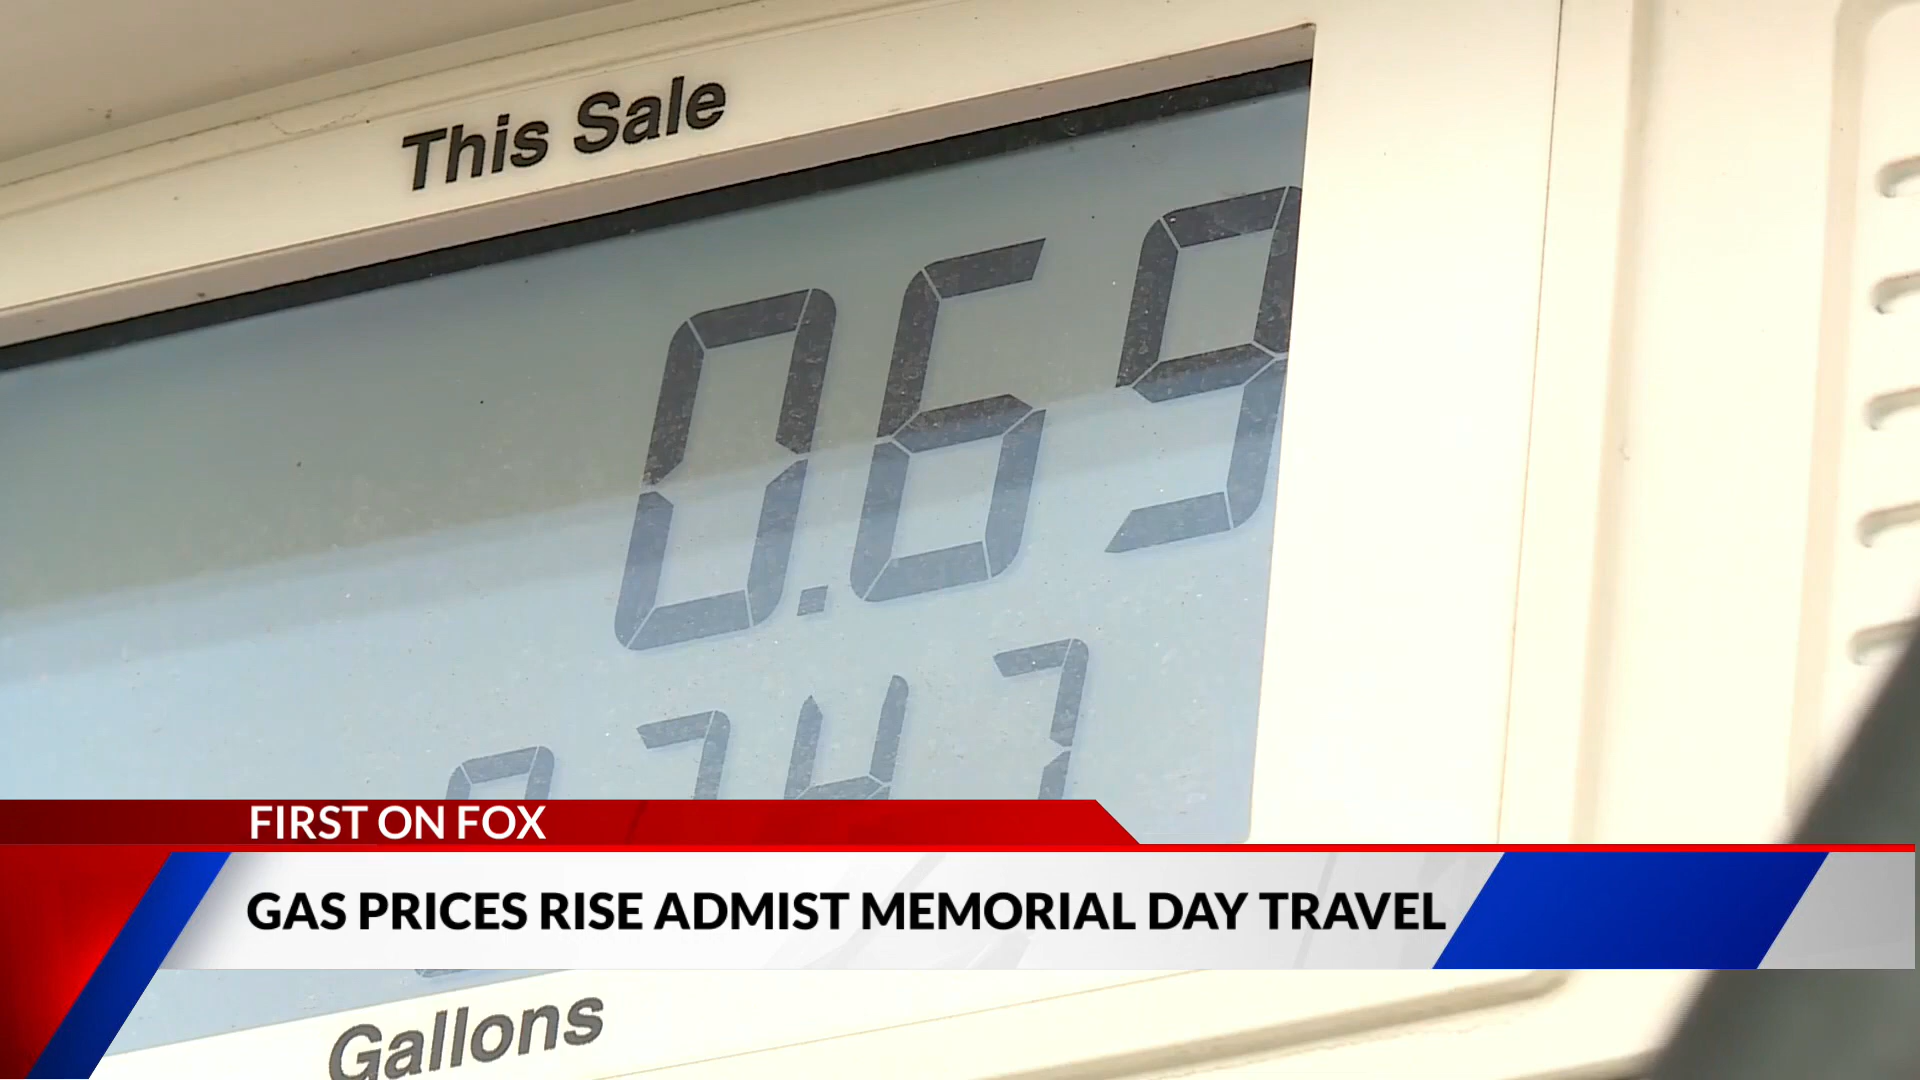 This Sale
0.69
FIRST ON FOX
GAS PRICES RISE ADMIST MEMORIAL DAY TRAVEL
Gallons